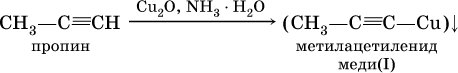 Cu₂O, NH₃ · H₂O
CH₃—C≡CH ⟶ (CH₃—C≡C—Cu)↓
пропин метилацетиленид
меди(I)